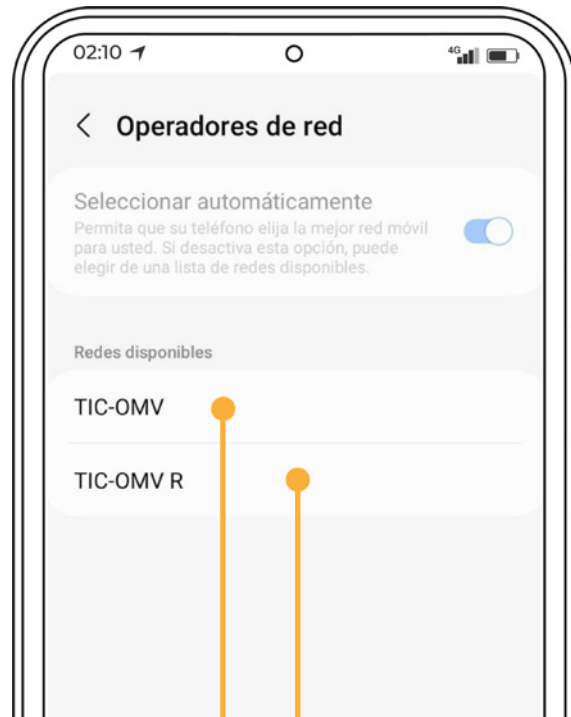 02:10
4G
Operadores de red
Seleccionar automáticamente
Permita que su teléfono elija la mejor red móvil
para usted. Si desactiva esta opción, puede
elegir de una lista de redes disponibles.
Redes disponibles
TIC-OMV
TIC-OMV R